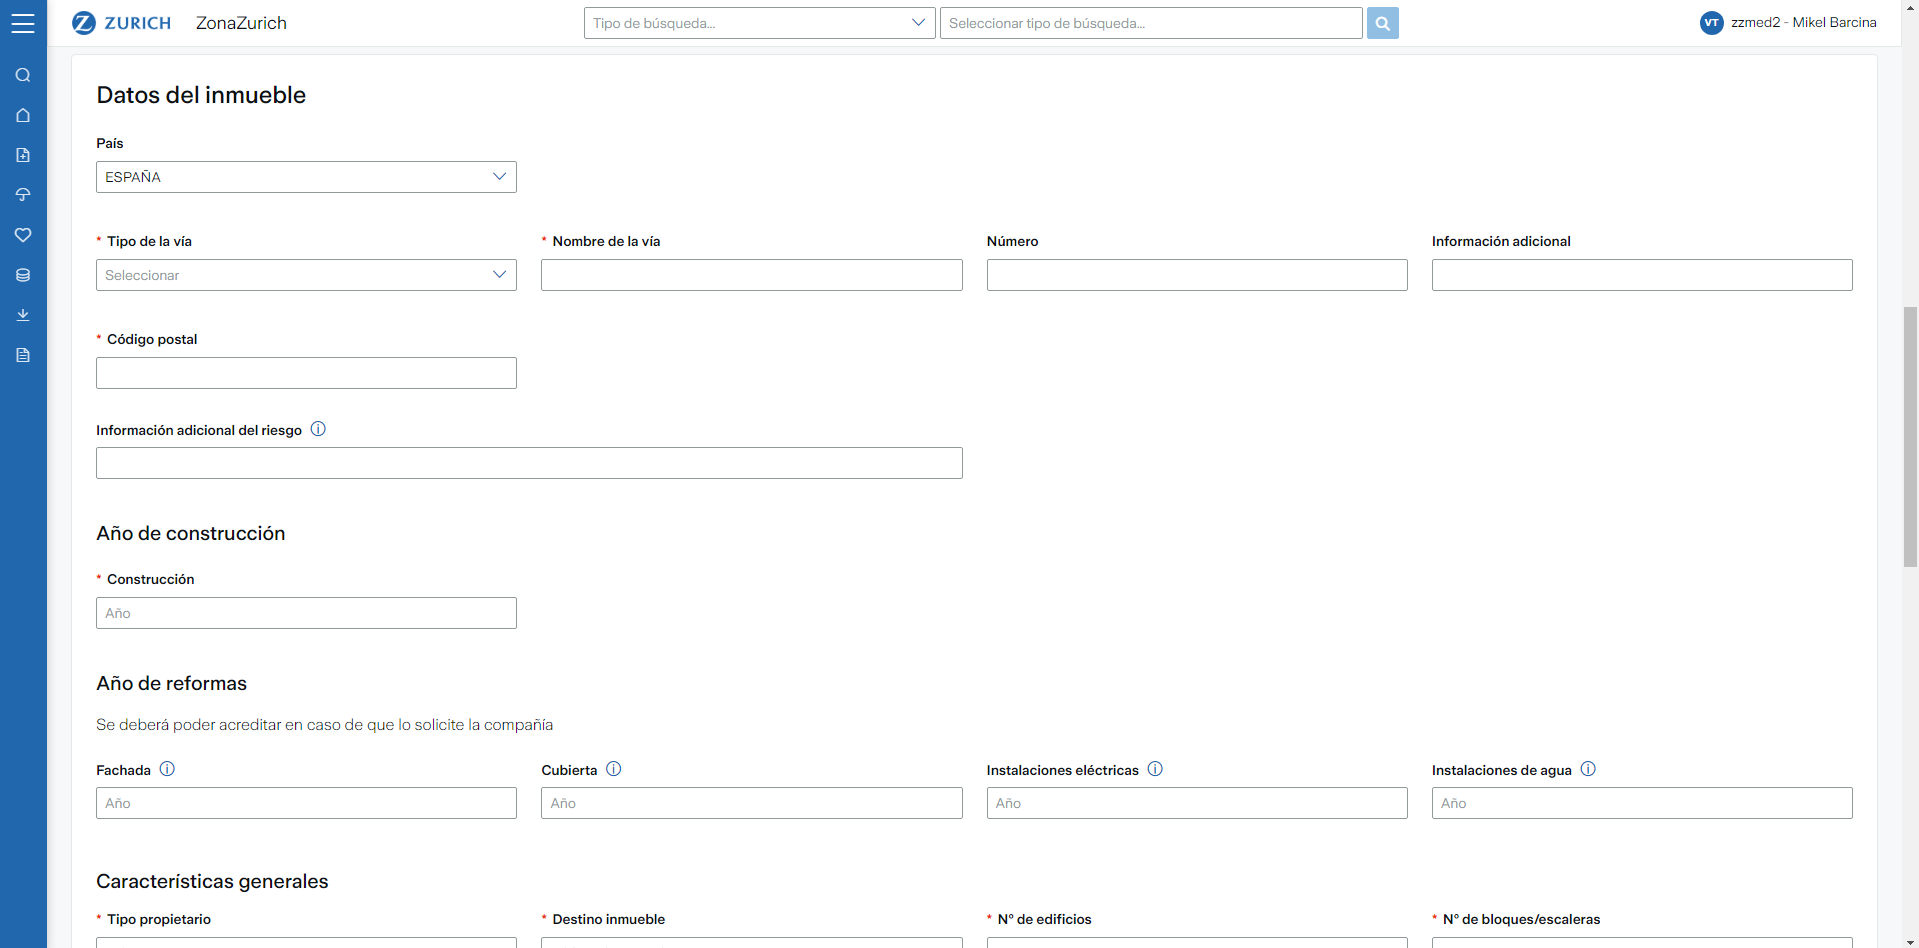 ZURICH ZonaZurich Tipo de búsqueda... Seleccionar tipo de búsqueda... VT zzmed2 - Mikel Barcina
Datos del inmueble
País
ESPAÑA
* Tipo de la vía * Nombre de la vía Número Información adicional
Seleccionar
* Código postal
Información adicional del riesgo
Año de construcción
* Construcción
Año
Año de reformas
Se deberá poder acreditar en caso de que lo solicite la compañía
Fachada Cubierta Instalaciones eléctricas Instalaciones de agua
Año Año Año Año
Características generales
* Tipo propietario * Destino inmueble * Nº de edificios * Nº de bloques/escaleras